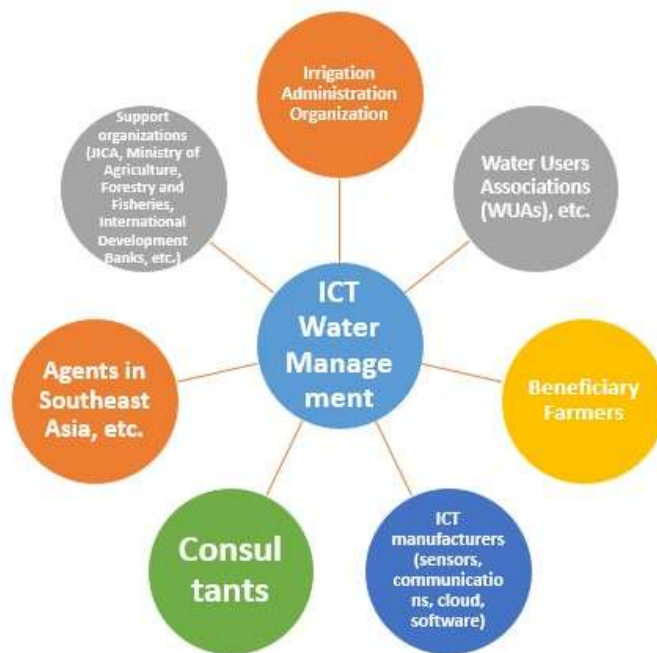 Irrigation
Administration
Organization
Water Users
Associations
(WUAs), etc.
Beneficiary
Farmers
ICT
manufacturers
(sensors,
communicatio
ns, cloud,
software)
Consul
tants
Agents in
Southeast
Asia, etc.
Support
organizations
(JICA, Ministry of
Agriculture,
Forestry and
Fisheries,
International
Development
Banks, etc.)
ICT
Water
Manage
ment